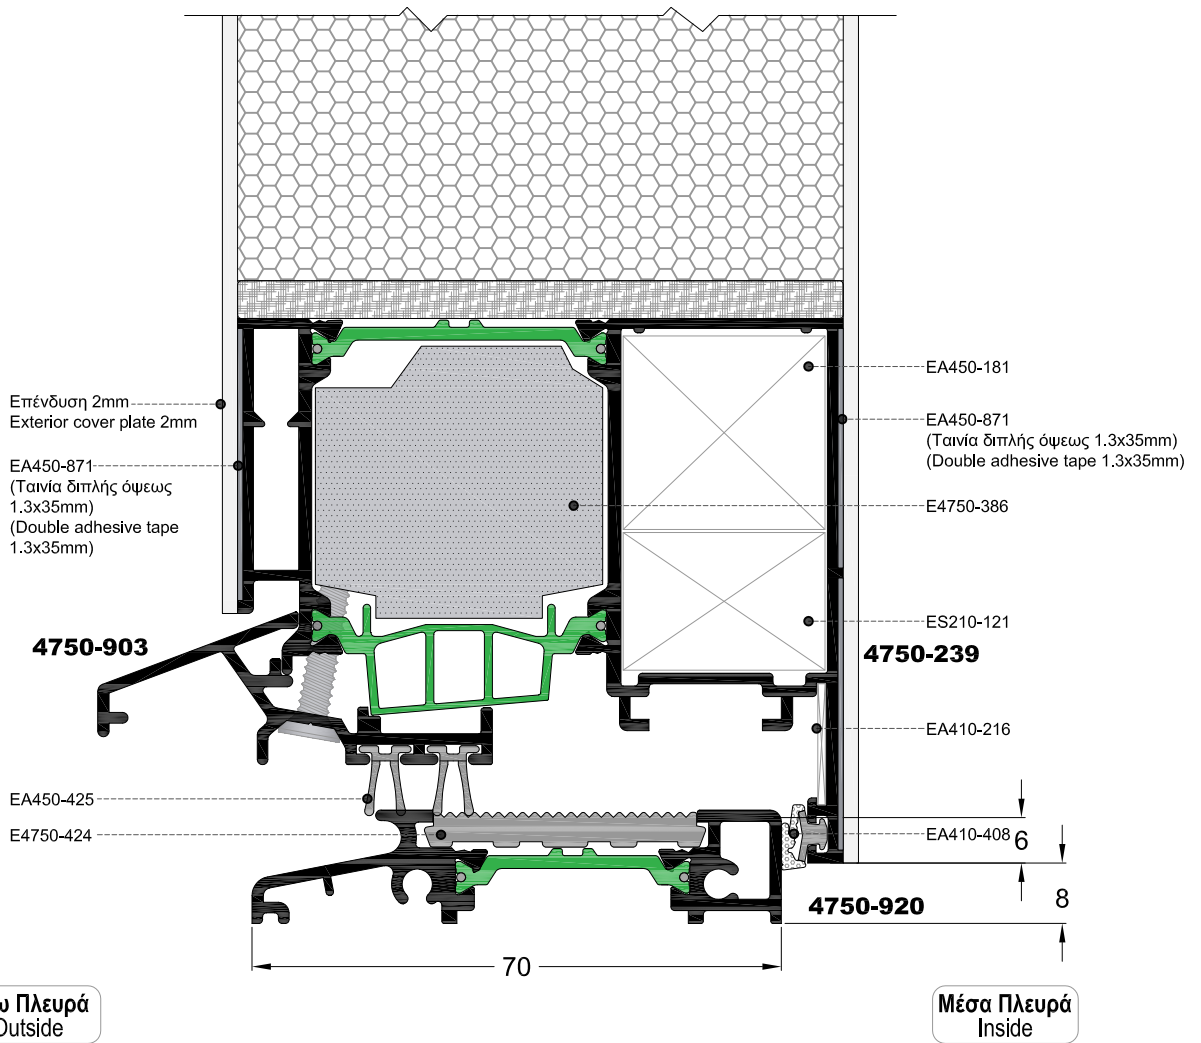 Επένδυση 2mm
Exterior cover plate 2mm
EA450-871
(Ταινία διπλής όψεως
1.3x35mm)
(Double adhesive tape
1.3x35mm)
4750-903
EA450-425
E4750-424
EA450-181
EA450-871
(Ταινία διπλής όψεως 1.3x35mm)
(Double adhesive tape 1.3x35mm)
E4750-386
ES210-121
4750-239
EA410-216
EA410-408
6
8
4750-920
70
Πλευρά
Outside
Μέσα Πλευρά
Inside